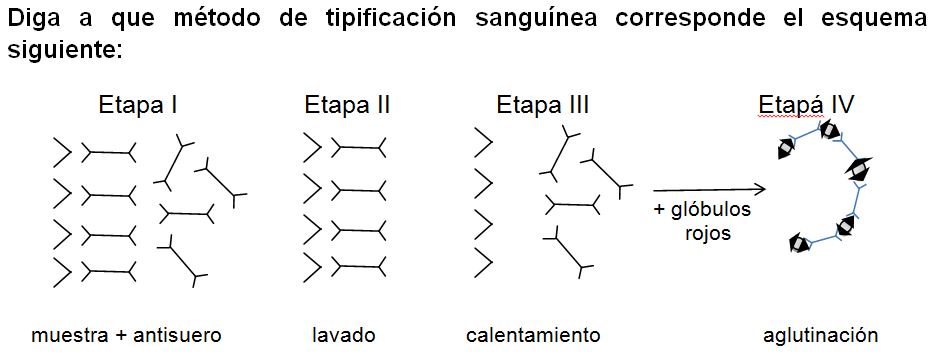 Diga a que método de tipificación sanguínea corresponde el esquema
siguiente:
Etapa I
Etapa II
Etapa III
Etapá IV
+ glóbulos
rojos
muestra + antisuero
lavado
calentamiento
aglutinación